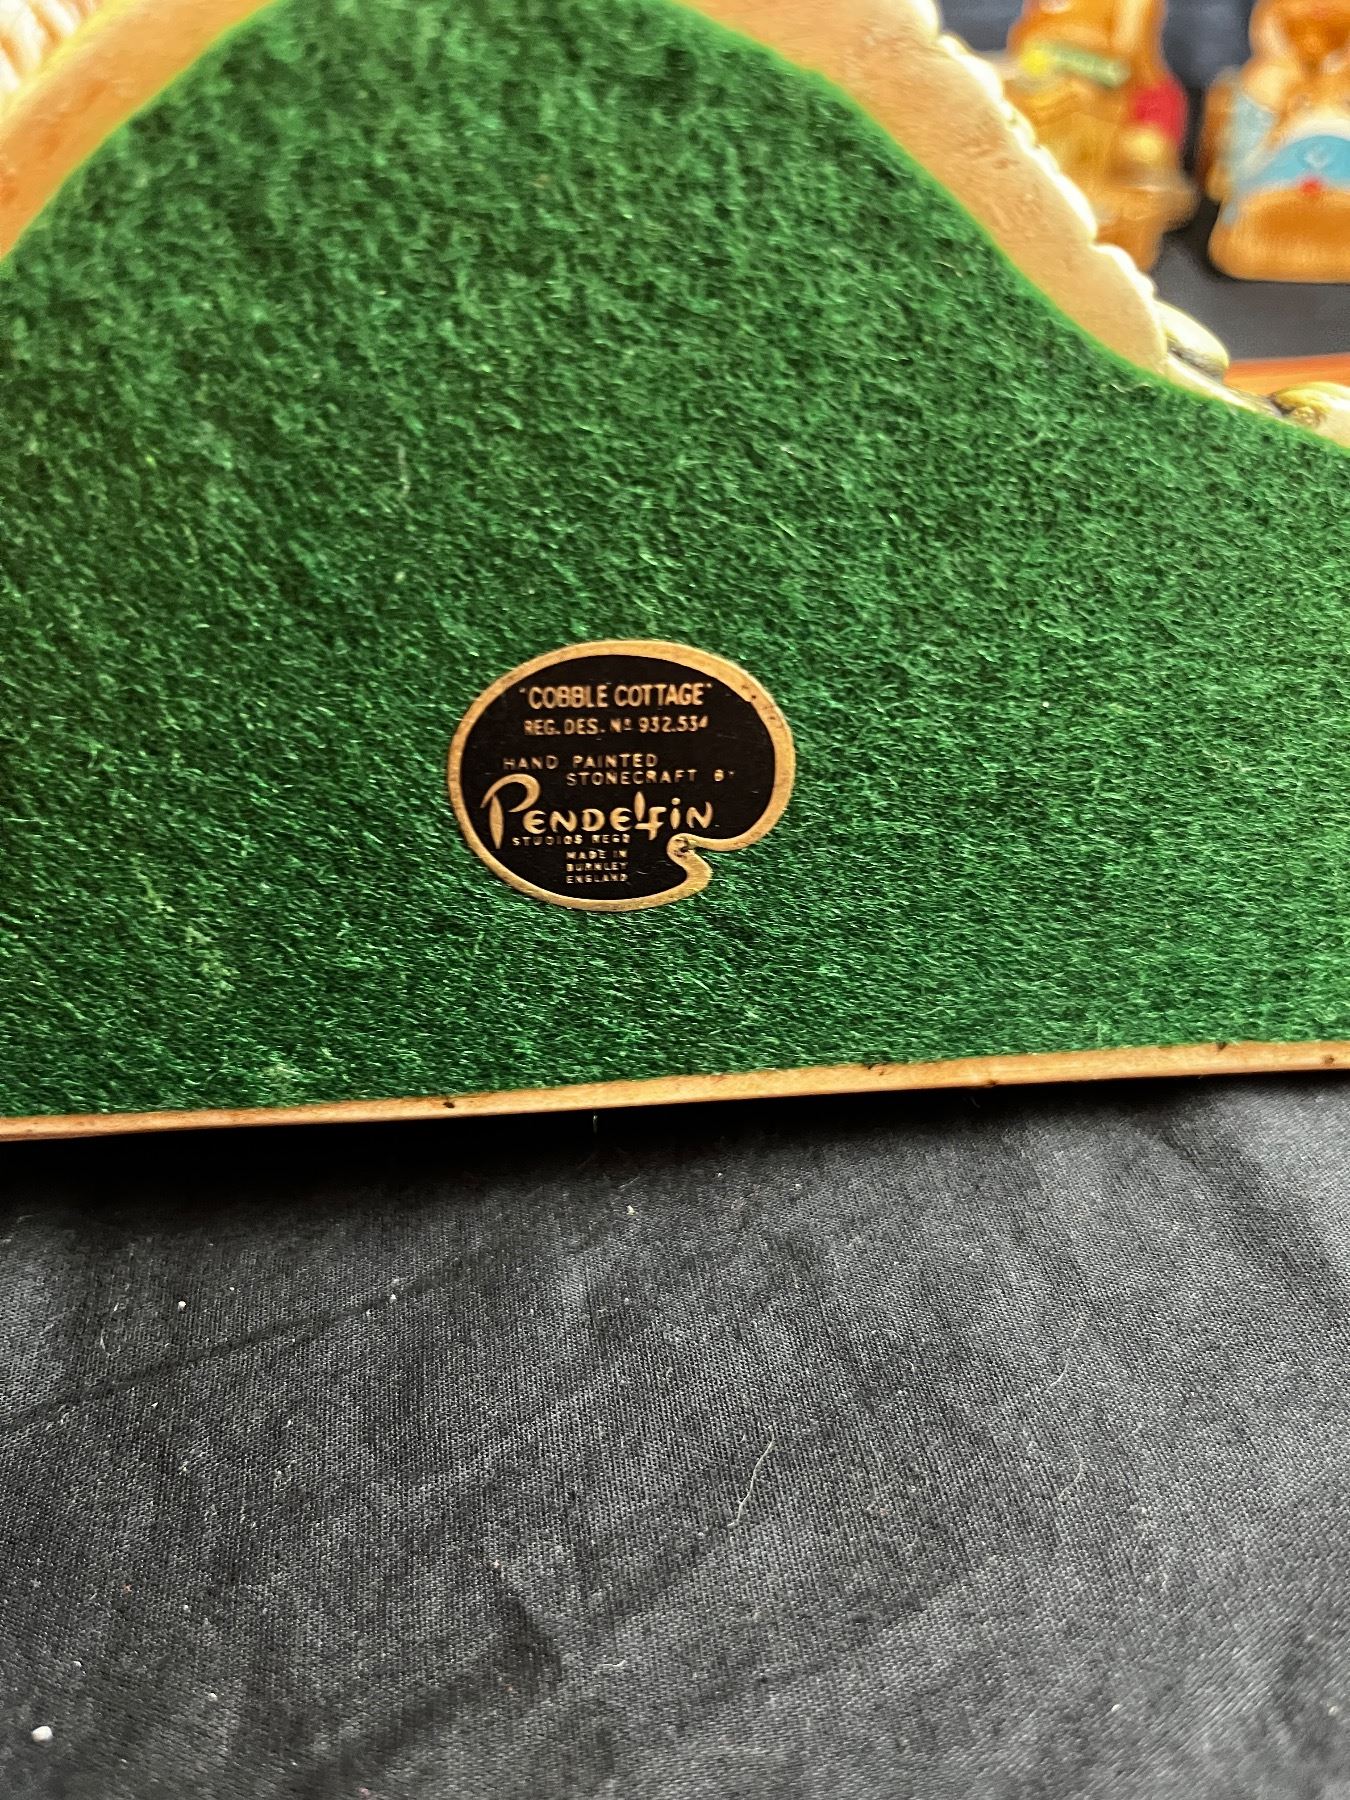 "COBBLE COTTAGE"
REG. DES. Nº 932.534
HAND PAINTED
STONECRAFT BY
PENDELFIN
STUDIOS REGD
MADE IN
BURNLEY
ENGLAND